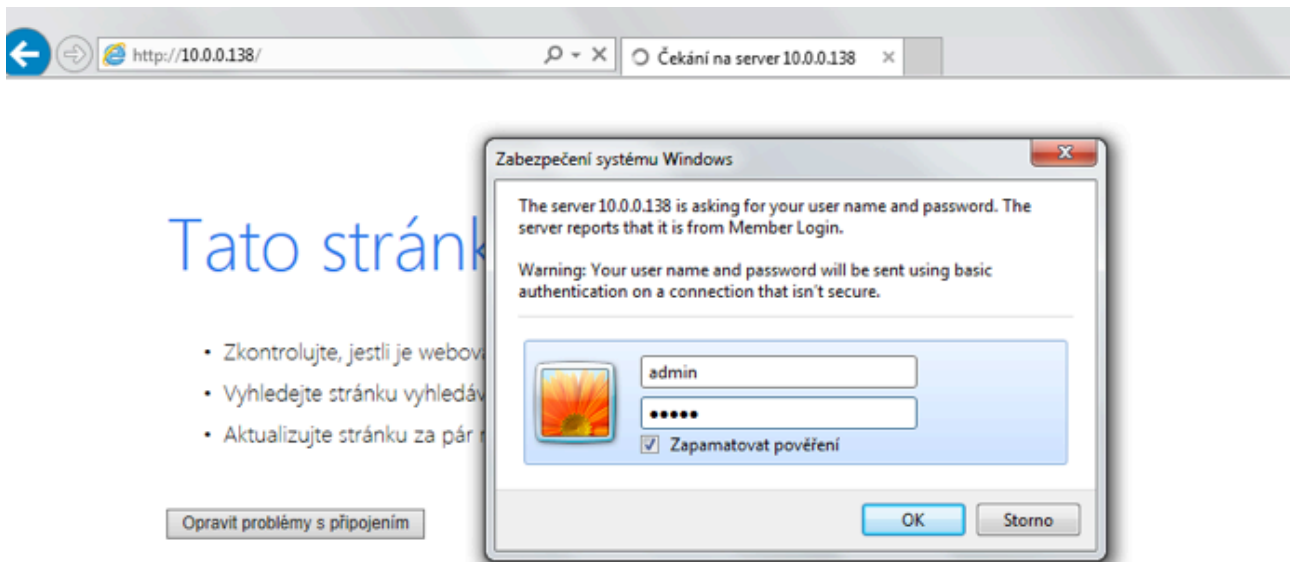 http://10.0.0.138/
Čekání na server 10.0.0.138
Zabezpečení systému Windows
The server 10.0.0.138 is asking for your user name and password. The
server reports that it is from Member Login.
Warning: Your user name and password will be sent using basic
authentication on a connection that isn't secure.
admin
•••••
Zapamatovat pověření
OK
Storno
Tato
• Zkontrolujte, jestli je
• Vyhledejte stránku
• Aktualizujte stránku za pár
Opravit problémy s připojením